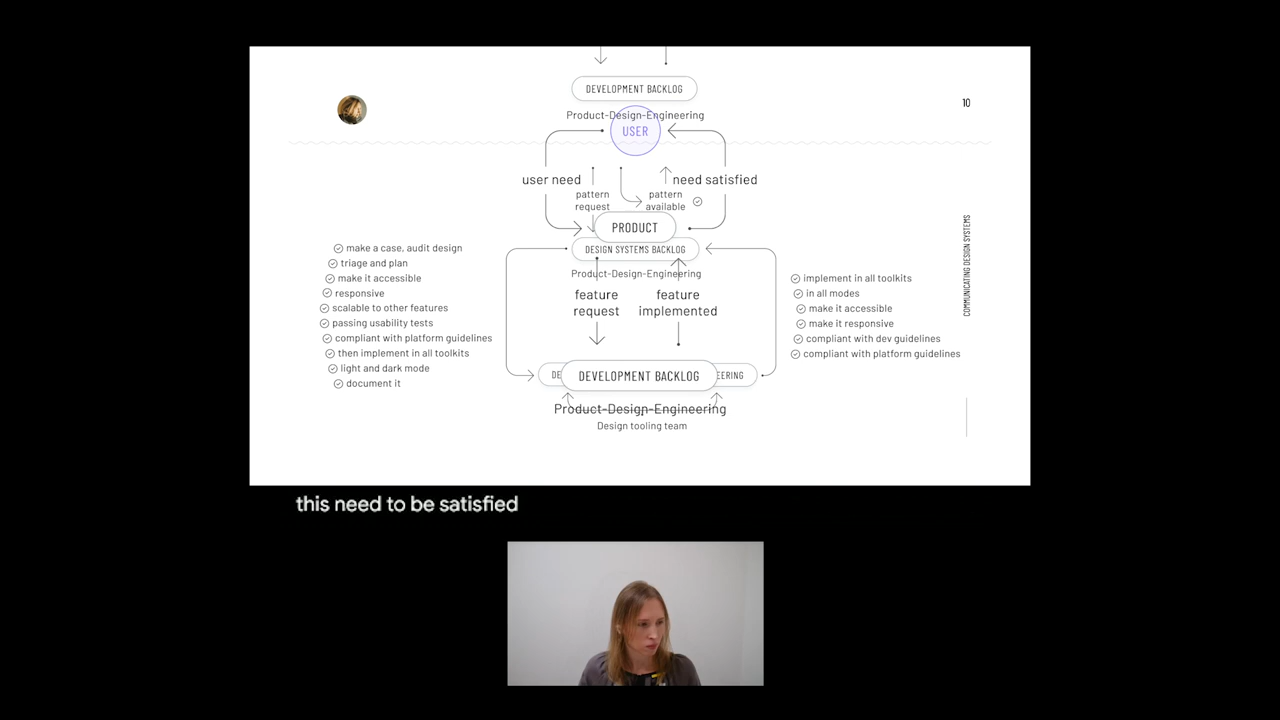 DEVELOPMENT BACKLOG
10
Product-Design-Engineering
USER
user need
need satisfied
pattern
request
pattern
available
PRODUCT
DESIGN SYSTEMS BACKLOG
Product-Design-Engineering
make a case, audit design
triage and plan
make it accessible
responsive
scalable to other features
passing usability tests
compliant with platform guidelines
then implement in all toolkits
light and dark mode
document it
feature
request
feature
implemented
implement in all toolkits
in all modes
make it accessible
make it responsive
compliant with dev guidelines
compliant with platform guidelines
COMMUNICATING DESIGN SYSTEMS
DEVELOPMENT BACKLOG
Product-Design-Engineering
Design tooling team
this need to be satisfied